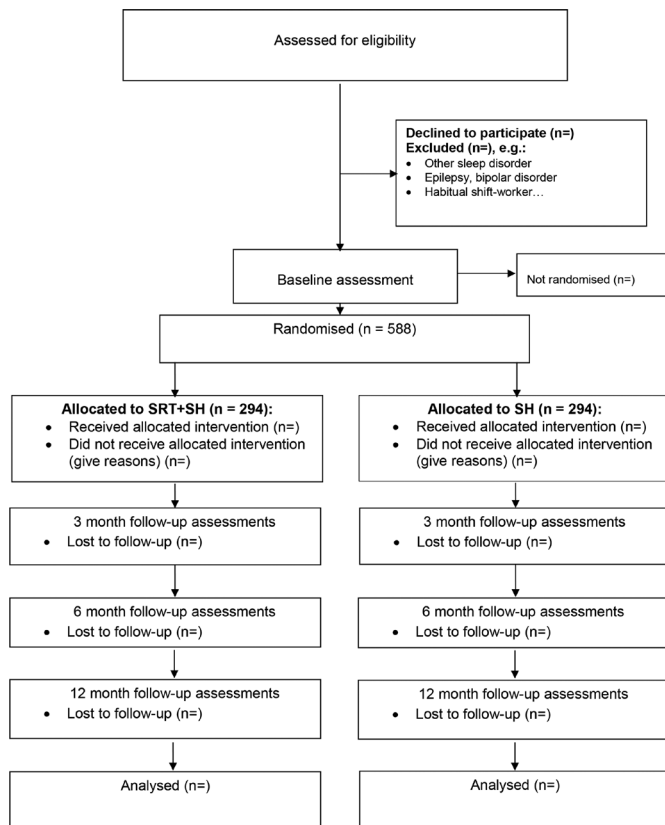 Assessed for eligibility
Declined to participate (n=)
Excluded (n=), e.g.:
• Other sleep disorder
• Epilepsy, bipolar disorder
• Habitual shift-worker…
Baseline assessment
Not randomised (n=)
Randomised (n = 588)
Allocated to SRT+SH (n = 294):
• Received allocated intervention (n=)
• Did not receive allocated intervention
(give reasons) (n=)
Allocated to SH (n = 294):
• Received allocated intervention (n=)
• Did not receive allocated intervention
(give reasons) (n=)
3 month follow-up assessments
• Lost to follow-up (n=)
3 month follow-up assessments
• Lost to follow-up (n=)
6 month follow-up assessments
• Lost to follow-up (n=)
6 month follow-up assessments
• Lost to follow-up (n=)
12 month follow-up assessments
• Lost to follow-up (n=)
12 month follow-up assessments
• Lost to follow-up (n=)
Analysed (n=)
Analysed (n=)